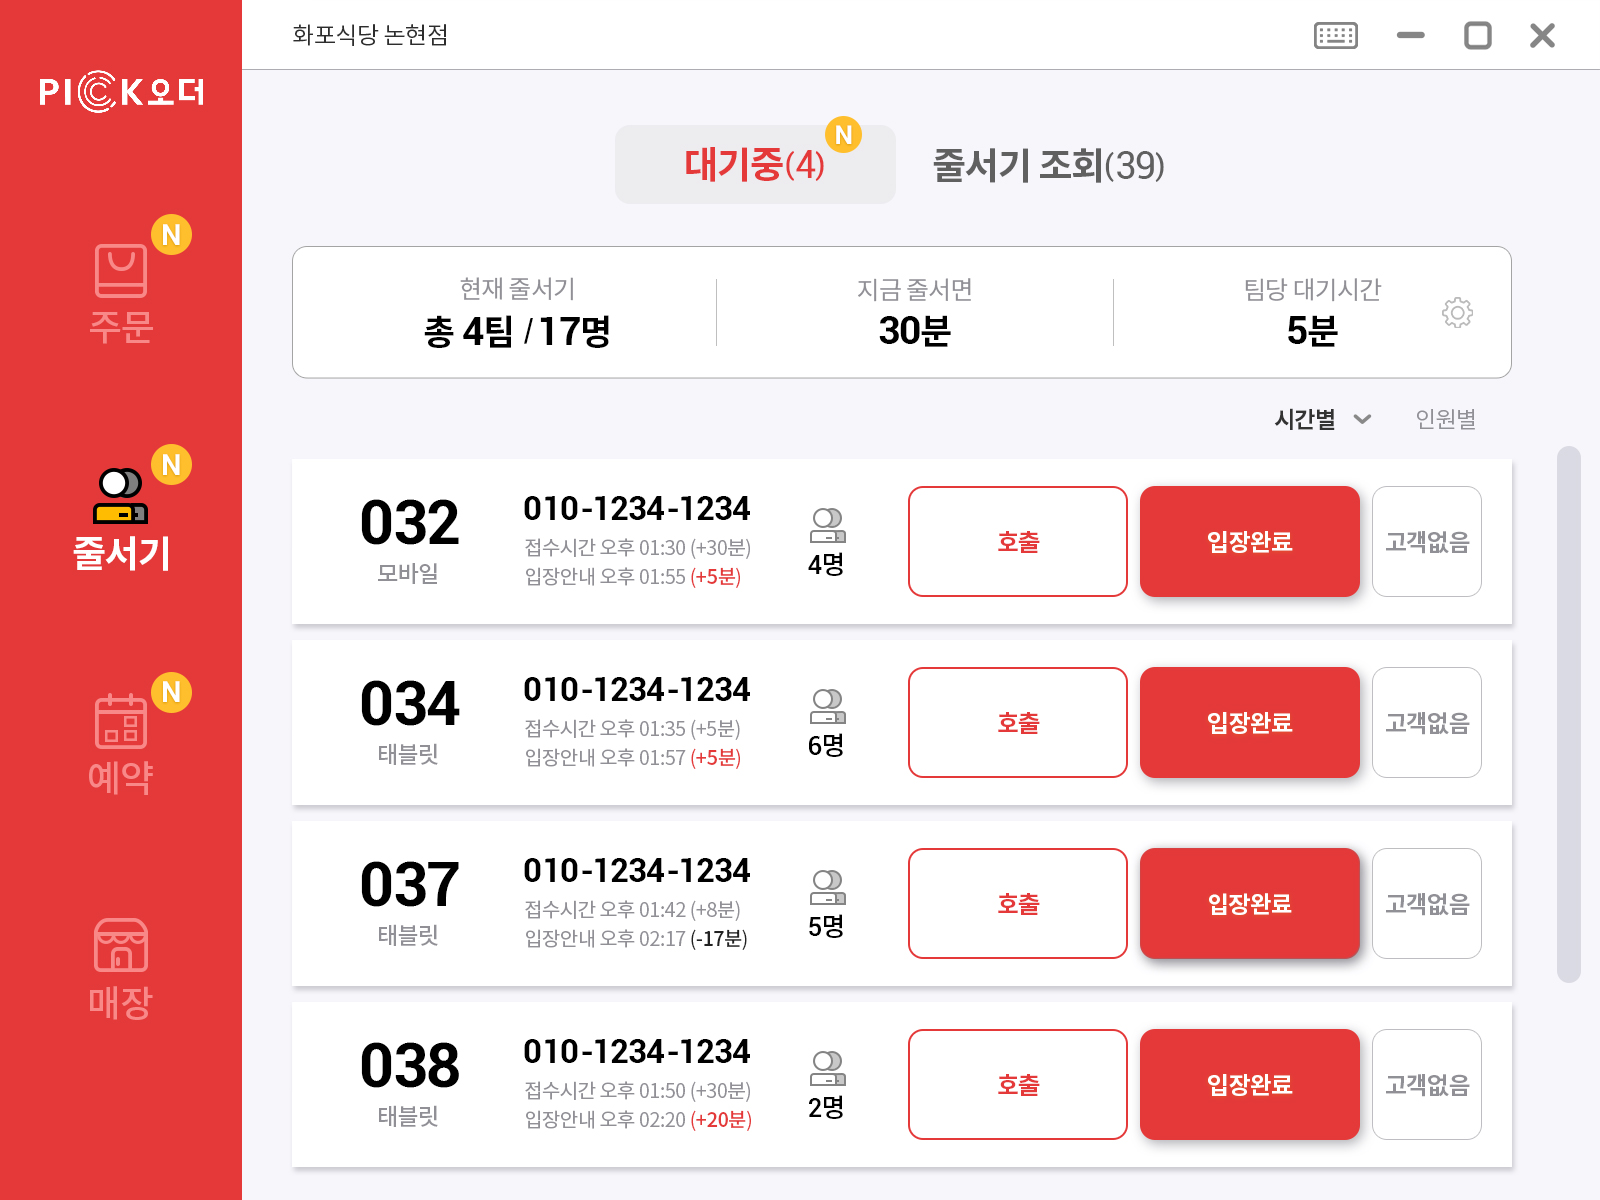 화포식당 논현점
PICK오더
N
주문
N
줄서기
N
예약
매장
대기중(4)
N
줄서기 조회(39)
현재 줄서기
총 4팀 / 17명
지금 줄서면
30분
팀당 대기시간
5분
시간별
인원별
032
모바일
010-1234-1234
접수시간 오후 01:30 (+30분)
입장안내 오후 01:55 (+5분)
4명
호출
입장완료
고객없음
034
태블릿
010-1234-1234
접수시간 오후 01:35 (+5분)
입장안내 오후 01:57 (+5분)
6명
호출
입장완료
고객없음
037
태블릿
010-1234-1234
접수시간 오후 01:42 (+8분)
입장안내 오후 02:17 (-17분)
5명
호출
입장완료
고객없음
038
태블릿
010-1234-1234
접수시간 오후 01:50 (+30분)
입장안내 오후 02:20 (+20분)
2명
호출
입장완료
고객없음